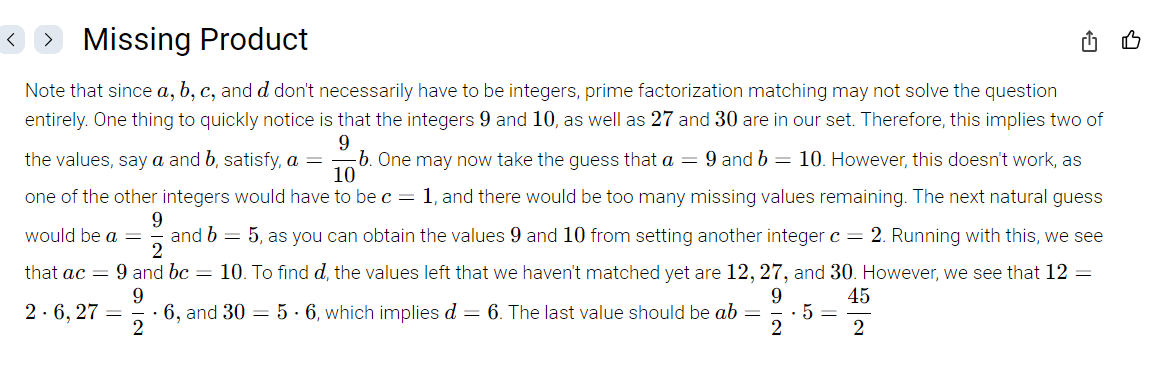 Missing Product
Note that since a, b, c, and d don't necessarily have to be integers, prime factorization matching may not solve the question
entirely. One thing to quickly notice is that the integers 9 and 10, as well as 27 and 30 are in our set. Therefore, this implies two of
the values, say a and b, satisfy, a = \frac{9}{10}b. One may now take the guess that a = 9 and b = 10. However, this doesn't work, as
one of the other integers would have to be c = 1, and there would be too many missing values remaining. The next natural guess
would be a = \frac{9}{2} and b = 5, as you can obtain the values 9 and 10 from setting another integer c = 2. Running with this, we see
that ac = 9 and bc = 10. To find d, the values left that we haven't matched yet are 12, 27, and 30. However, we see that 12 =
2 · 6, 27 = \frac{9}{2} · 6, and 30 = 5 · 6, which implies d = 6. The last value should be ab = \frac{9}{2} · 5 = \frac{45}{2}